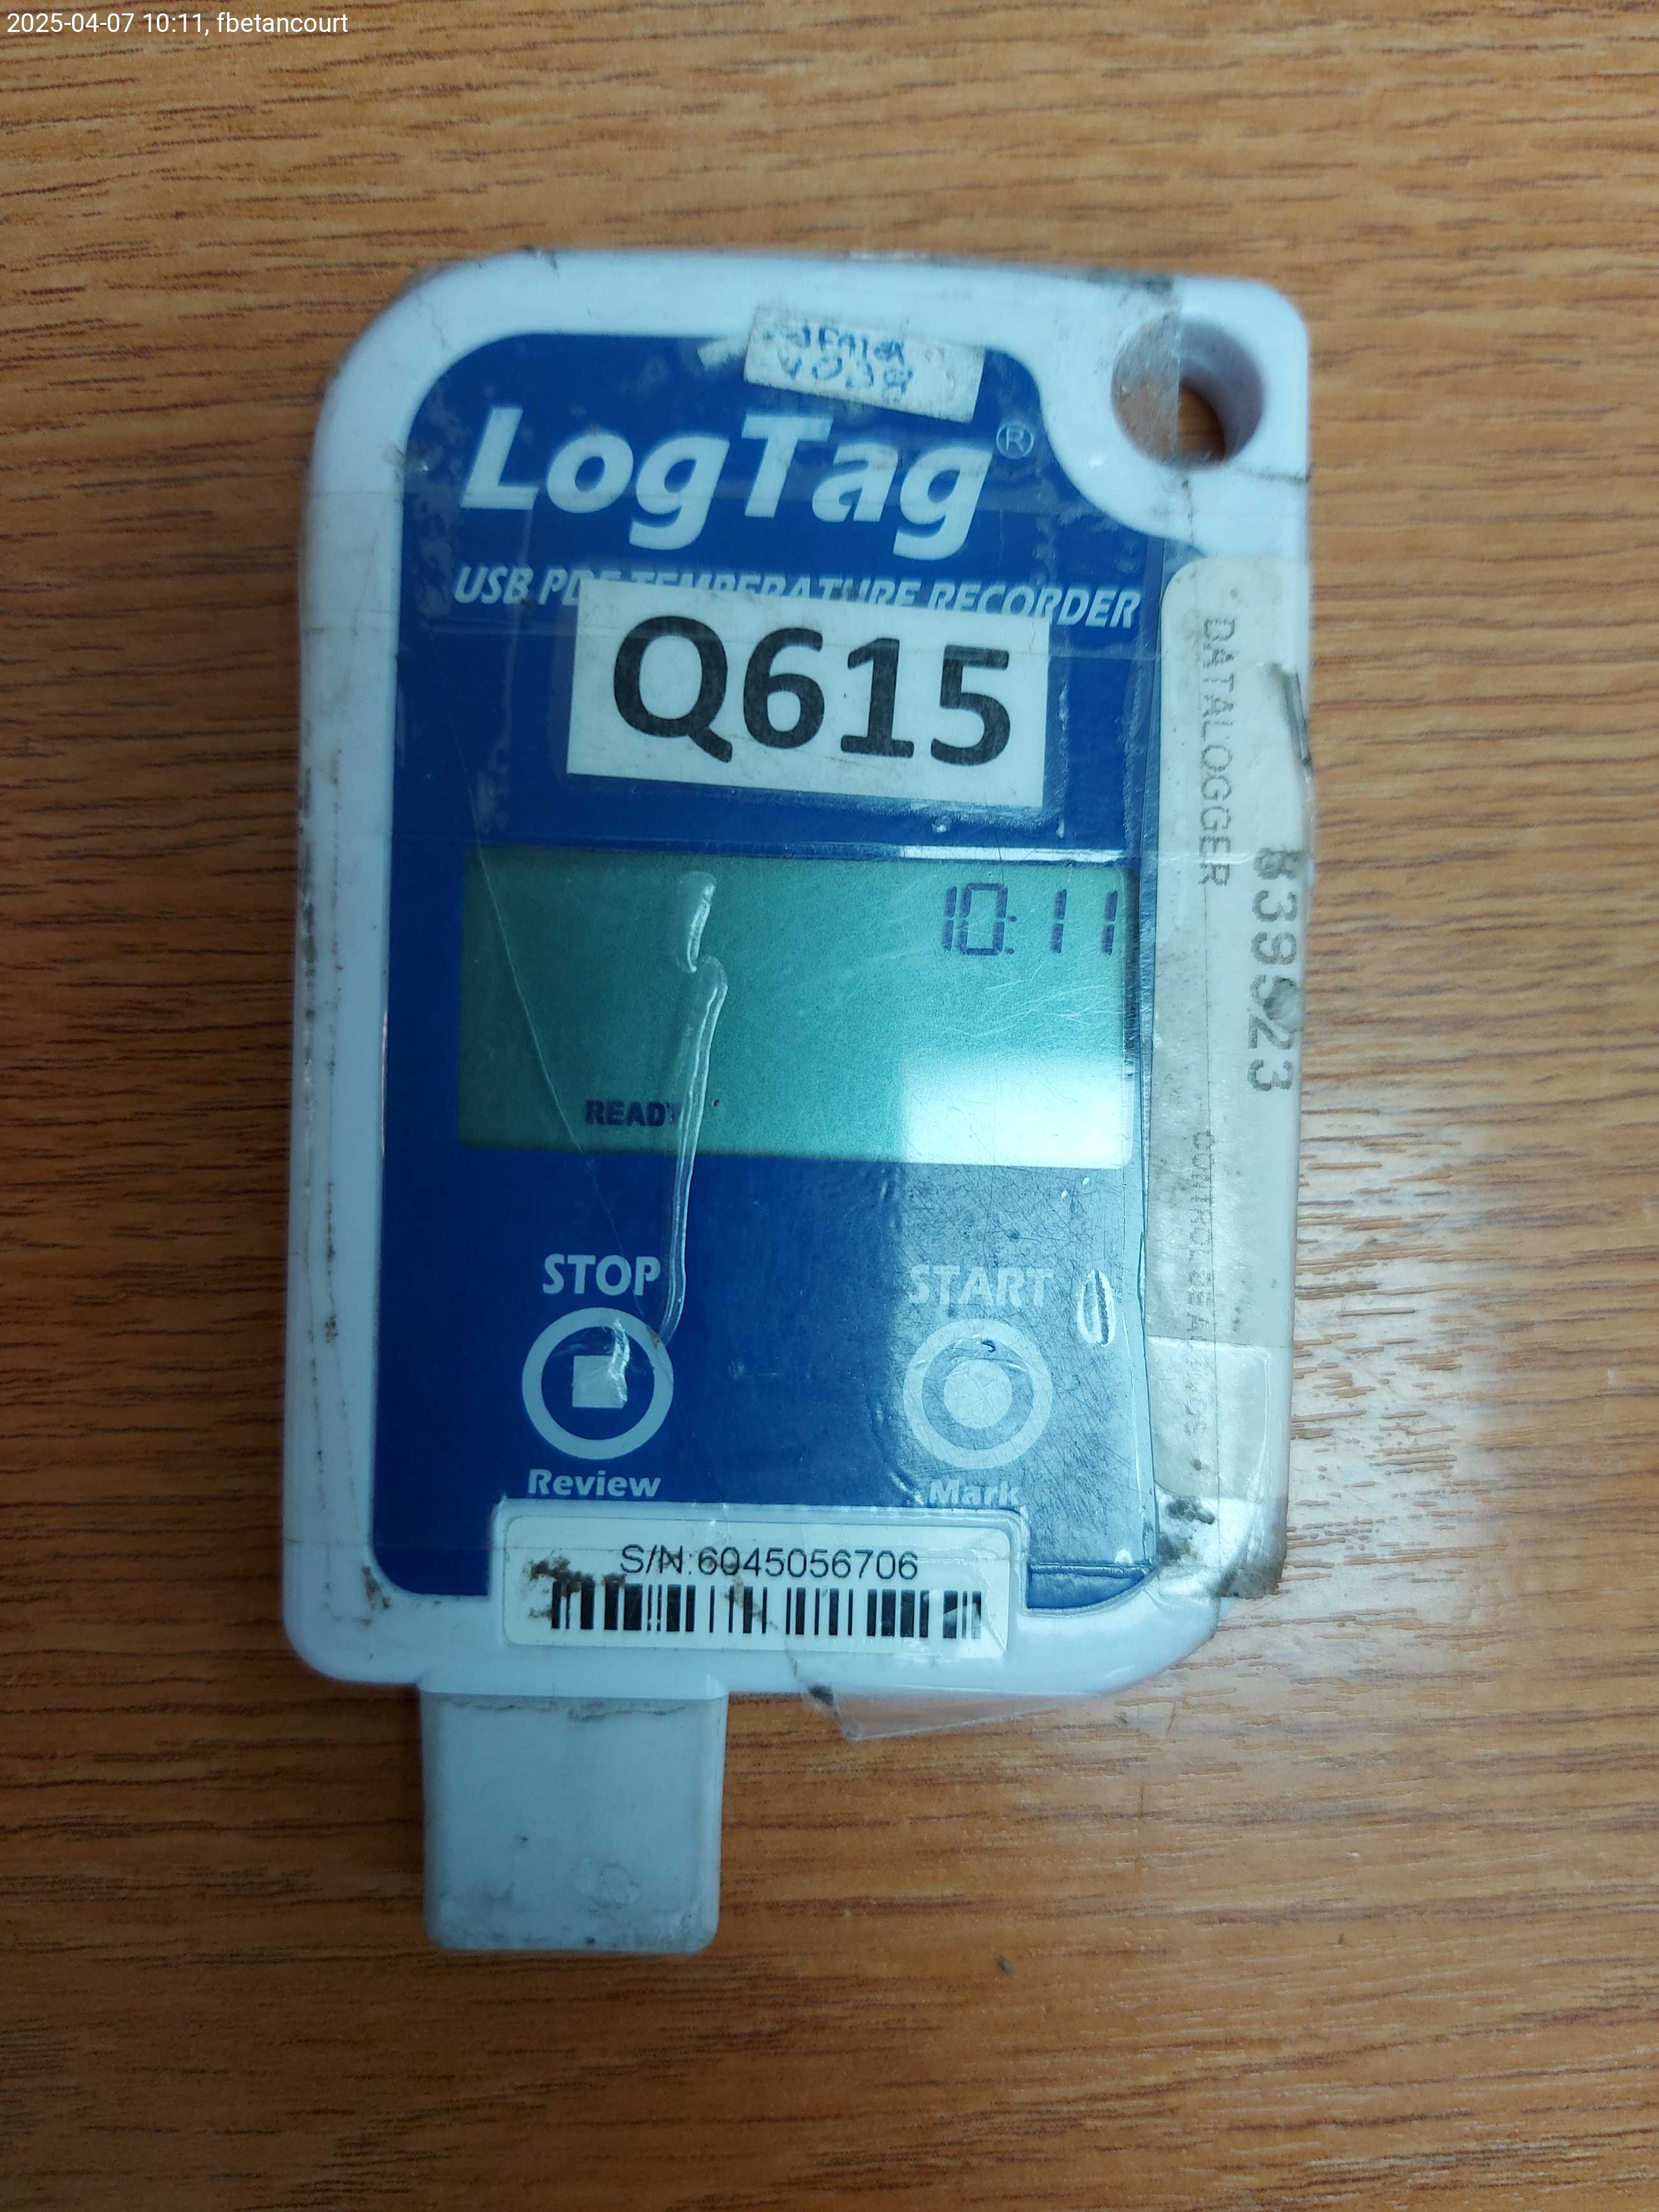 2025-04-07 10:11, fbetancourt
LogTag®
USB PDF TEMPERATURE RECORDER
Q615
DATALOGGER
10:11
READY
STOP
START
Review
Mark
S/N:6045056706